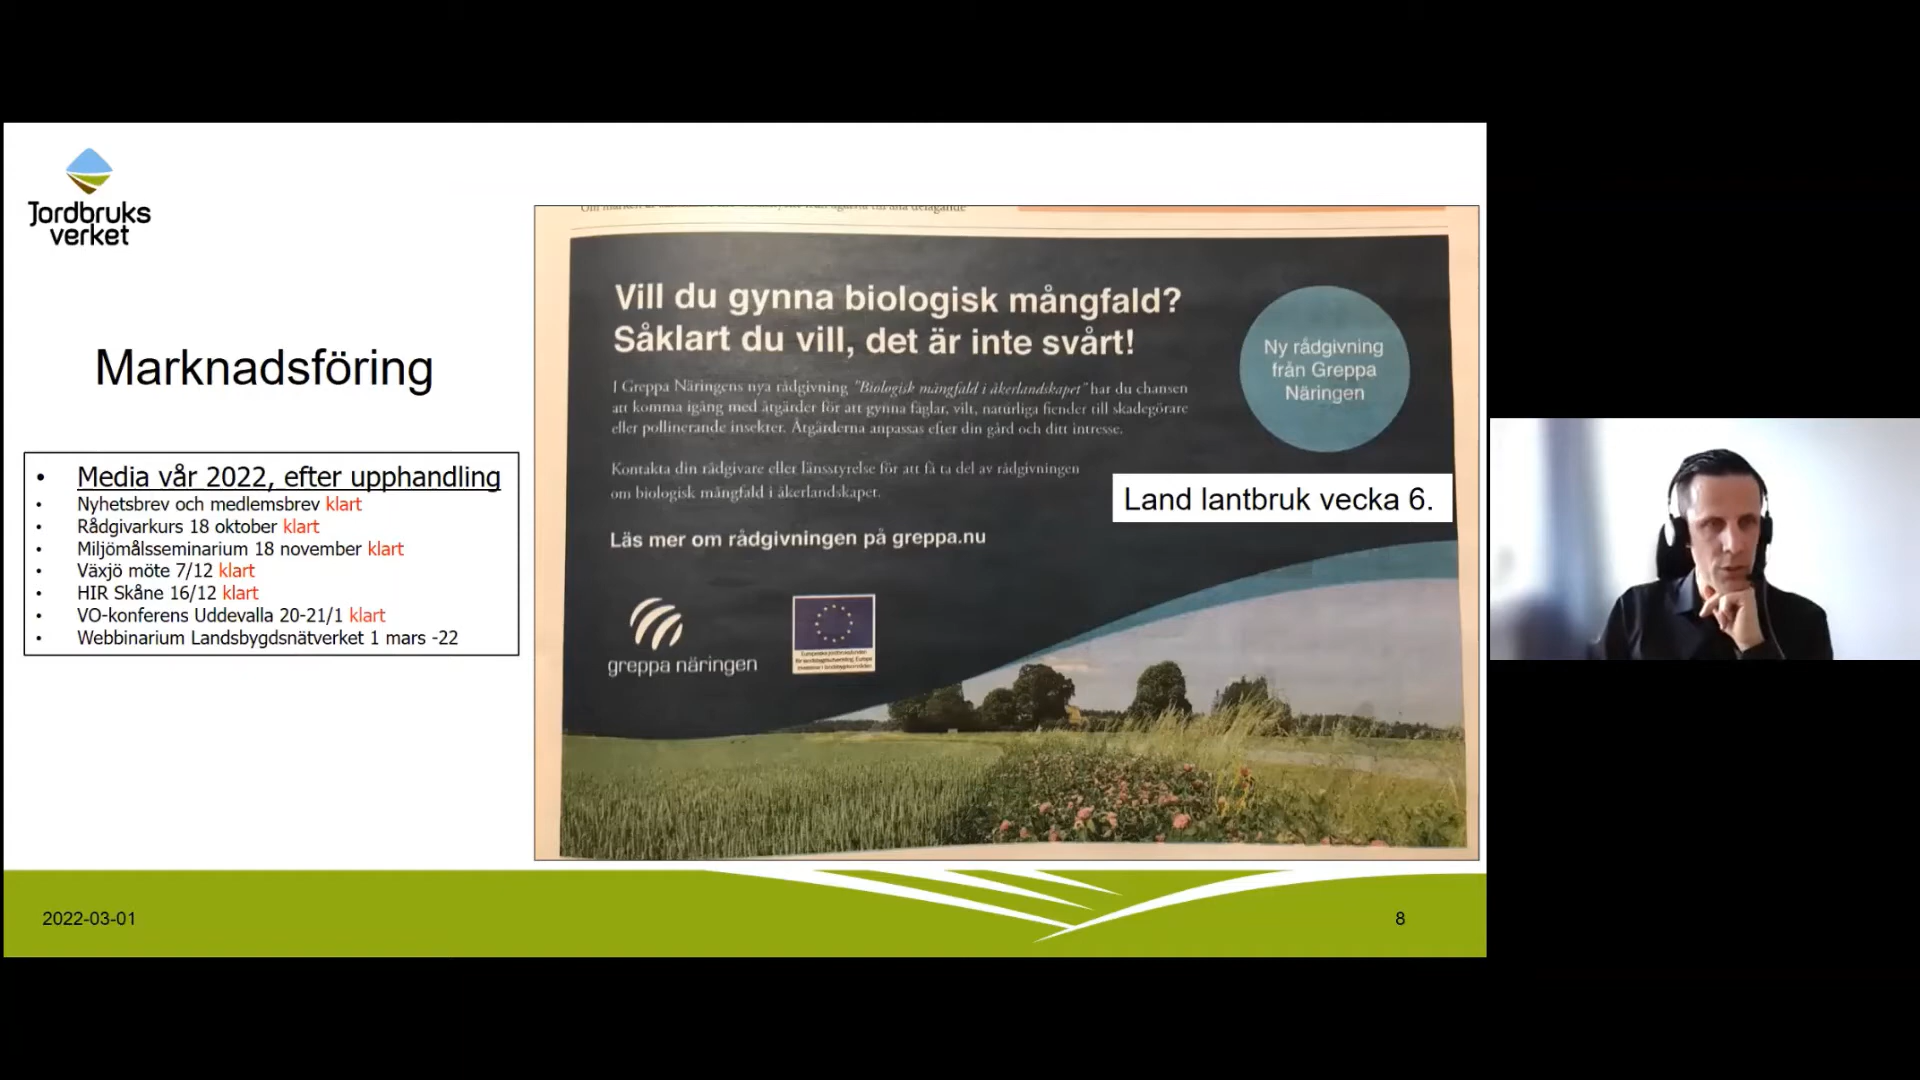 Jordbruks
verket
Marknadsföring
• Media vår 2022, efter upphandling
• Nyhetsbrev och medlemsbrev klart
• Rådgivarkurs 18 oktober klart
• Miljömålsseminarium 18 november klart
• Växjö möte 7/12 klart
• HIR Skåne 16/12 klart
• VO-konferens Uddevalla 20-21/1 klart
• Webbinarium Landsbygdsnätverket 1 mars -22
Vill du gynna biologisk mångfald?
Såklart du vill, det är inte svårt!
I Greppa Näringens nya rådgivning "Biologisk mångfald i åkerlandskapet" har du chansen
att komma igång med åtgärder för att gynna fåglar, vilt, naturliga fiender till skadegörare
eller pollinerande insekter. Åtgärderna anpassas efter din gård och ditt intresse.
Kontakta din rådgivare eller länsstyrelse för att få ta del av rådgivningen
om biologisk mångfald i åkerlandskapet.
Läs mer om rådgivningen på greppa.nu
Ny rådgivning
från Greppa
Näringen
Land lantbruk vecka 6.
greppa näringen
2022-03-01
8